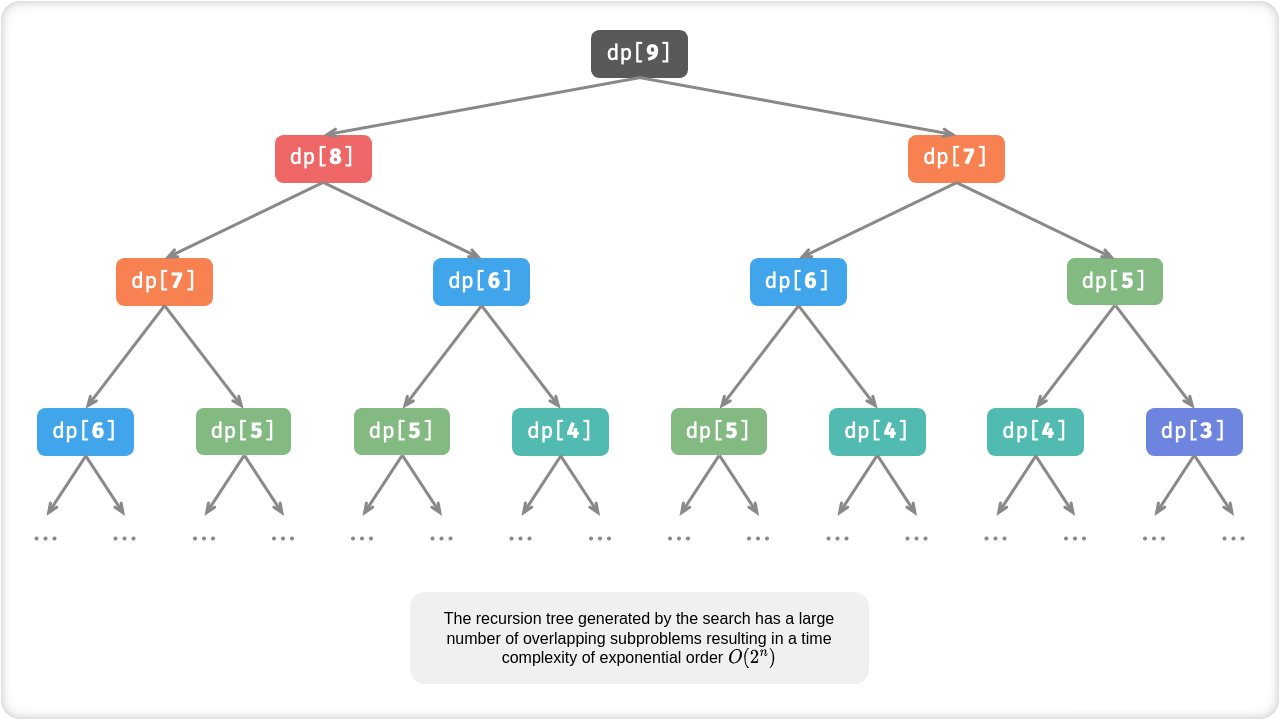 dp[9]
dp[8] dp[7]
dp[7] dp[6] dp[6] dp[5]
dp[6] dp[5] dp[5] dp[4] dp[5] dp[4] dp[4] dp[3]
... ... ... ... ... ... ... ... ... ... ... ... ... ... ... ...
The recursion tree generated by the search has a large
number of overlapping subproblems resulting in a time
complexity of exponential order O(2ⁿ)